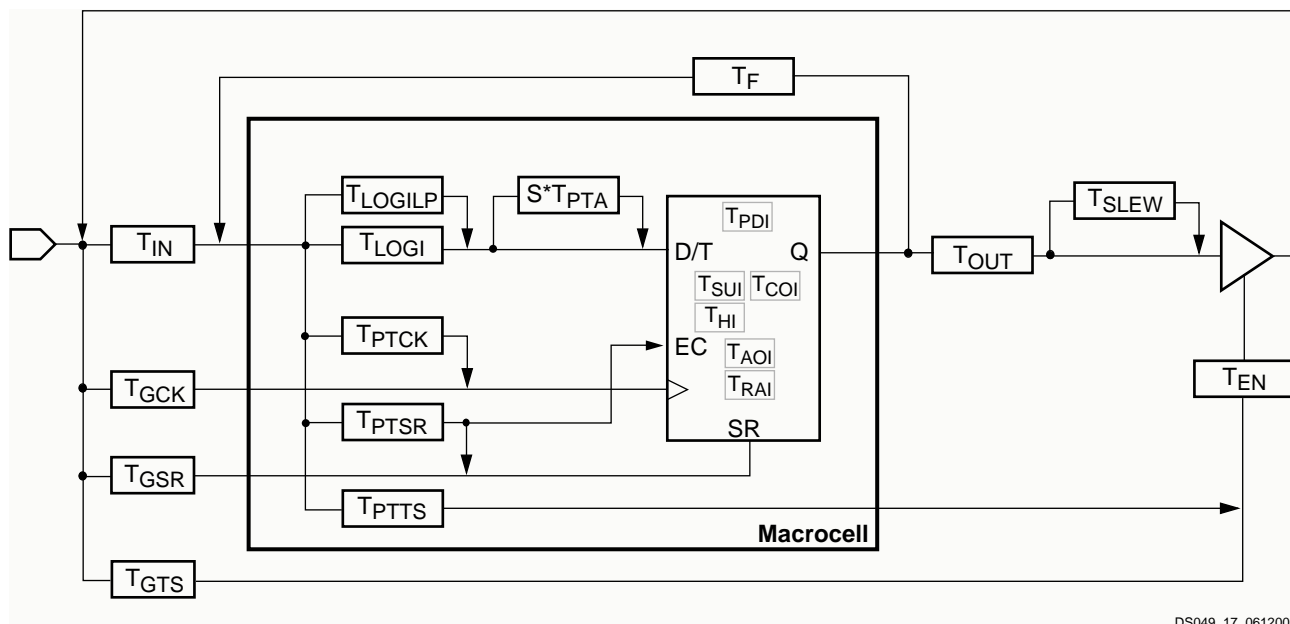 TF
TLOGILP
S*TPTA
TSLEW
TPDI
TIN
TLOGI
D/T
Q
TOUT
TSUI
TCOI
THI
TPTCK
EC
TAOI
TEN
TGCK
TRAI
TPTSR
SR
TGSR
TPTTS
Macrocell
TGTS
DS049_17_061200